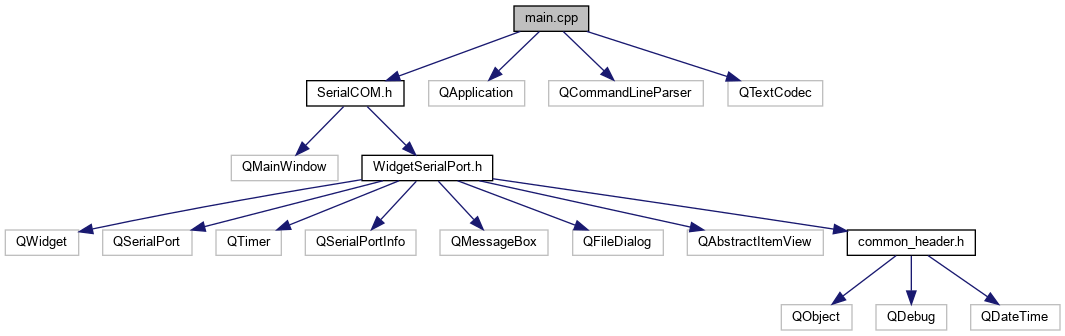 main.cpp
SerialCOM.h
QApplication
QCommandLineParser
QTextCodec
QMainWindow
WidgetSerialPort.h
QWidget
QSerialPort
QTimer
QSerialPortInfo
QMessageBox
QFileDialog
QAbstractItemView
common_header.h
QObject
QDebug
QDateTime